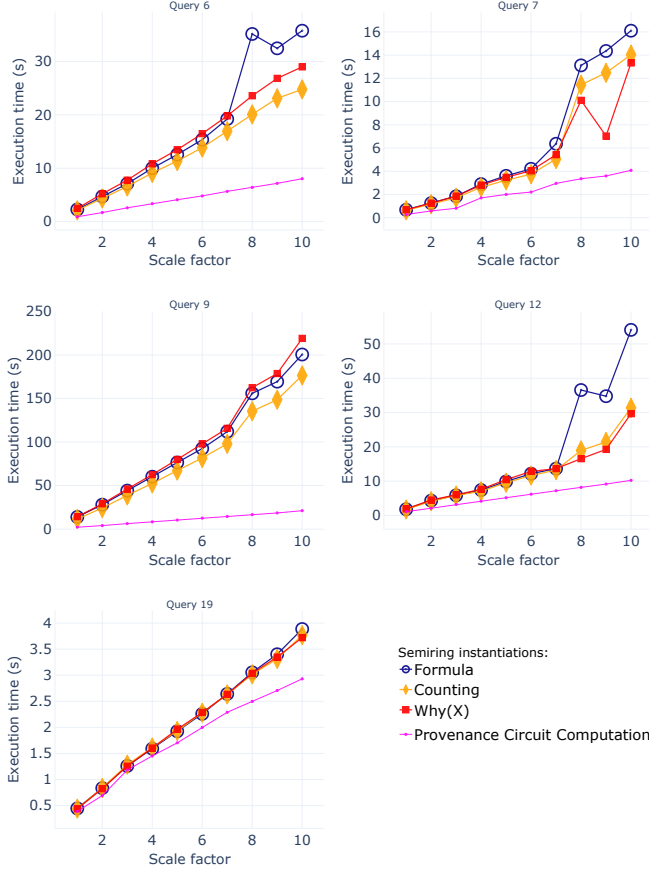 Query 6
Execution time (s)
30
20
10
0
2 4 6 8 10
Scale factor
Query 7
Execution time (s)
16
14
12
10
8
6
4
2
0
2 4 6 8 10
Scale factor
Query 9
Execution time (s)
250
200
150
100
50
0
2 4 6 8 10
Scale factor
Query 12
Execution time (s)
50
40
30
20
10
0
2 4 6 8 10
Scale factor
Query 19
Execution time (s)
4
3.5
3
2.5
2
1.5
1
0.5
2 4 6 8 10
Scale factor
Semiring instantiations:
Formula
Counting
Why(X)
Provenance Circuit Computation